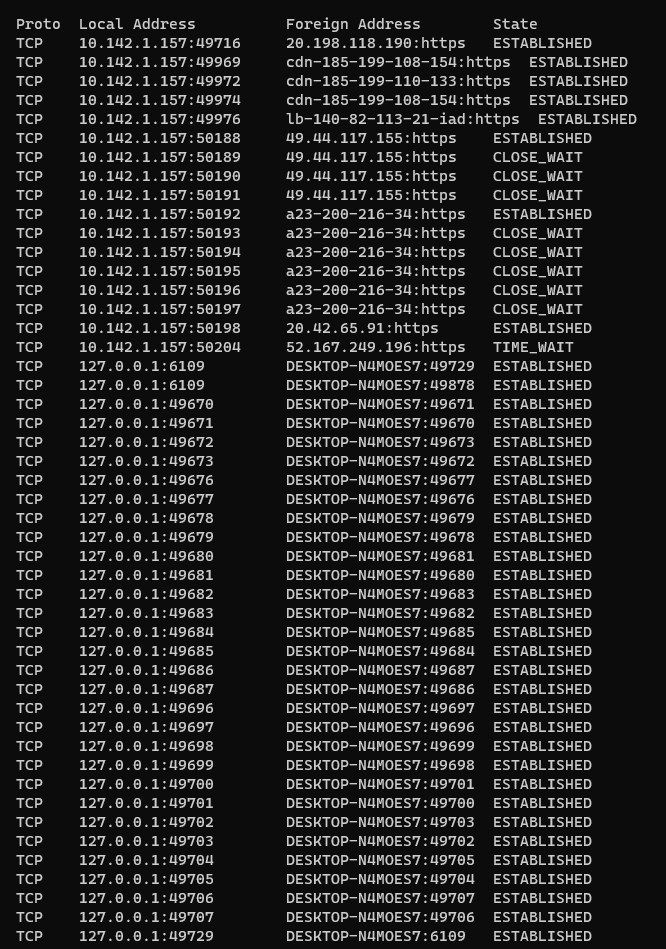 Proto  Local Address          Foreign Address        State
TCP    10.142.1.157:49716     20.198.118.190:https   ESTABLISHED
TCP    10.142.1.157:49969     cdn-185-199-108-154:https  ESTABLISHED
TCP    10.142.1.157:49972     cdn-185-199-110-133:https  ESTABLISHED
TCP    10.142.1.157:49974     cdn-185-199-108-154:https  ESTABLISHED
TCP    10.142.1.157:49976     lb-140-82-113-21-iad:https  ESTABLISHED
TCP    10.142.1.157:50188     49.44.117.155:https    ESTABLISHED
TCP    10.142.1.157:50189     49.44.117.155:https    CLOSE_WAIT
TCP    10.142.1.157:50190     49.44.117.155:https    CLOSE_WAIT
TCP    10.142.1.157:50191     49.44.117.155:https    CLOSE_WAIT
TCP    10.142.1.157:50192     a23-200-216-34:https   ESTABLISHED
TCP    10.142.1.157:50193     a23-200-216-34:https   CLOSE_WAIT
TCP    10.142.1.157:50194     a23-200-216-34:https   CLOSE_WAIT
TCP    10.142.1.157:50195     a23-200-216-34:https   CLOSE_WAIT
TCP    10.142.1.157:50196     a23-200-216-34:https   CLOSE_WAIT
TCP    10.142.1.157:50197     a23-200-216-34:https   CLOSE_WAIT
TCP    10.142.1.157:50198     20.42.65.91:https      ESTABLISHED
TCP    10.142.1.157:50204     52.167.249.196:https   TIME_WAIT
TCP    127.0.0.1:6109         DESKTOP-N4MOES7:49729  ESTABLISHED
TCP    127.0.0.1:6109         DESKTOP-N4MOES7:49878  ESTABLISHED
TCP    127.0.0.1:49670        DESKTOP-N4MOES7:49671  ESTABLISHED
TCP    127.0.0.1:49671        DESKTOP-N4MOES7:49670  ESTABLISHED
TCP    127.0.0.1:49672        DESKTOP-N4MOES7:49673  ESTABLISHED
TCP    127.0.0.1:49673        DESKTOP-N4MOES7:49672  ESTABLISHED
TCP    127.0.0.1:49676        DESKTOP-N4MOES7:49677  ESTABLISHED
TCP    127.0.0.1:49677        DESKTOP-N4MOES7:49676  ESTABLISHED
TCP    127.0.0.1:49678        DESKTOP-N4MOES7:49679  ESTABLISHED
TCP    127.0.0.1:49679        DESKTOP-N4MOES7:49678  ESTABLISHED
TCP    127.0.0.1:49680        DESKTOP-N4MOES7:49681  ESTABLISHED
TCP    127.0.0.1:49681        DESKTOP-N4MOES7:49680  ESTABLISHED
TCP    127.0.0.1:49682        DESKTOP-N4MOES7:49683  ESTABLISHED
TCP    127.0.0.1:49683        DESKTOP-N4MOES7:49682  ESTABLISHED
TCP    127.0.0.1:49684        DESKTOP-N4MOES7:49685  ESTABLISHED
TCP    127.0.0.1:49685        DESKTOP-N4MOES7:49684  ESTABLISHED
TCP    127.0.0.1:49686        DESKTOP-N4MOES7:49687  ESTABLISHED
TCP    127.0.0.1:49687        DESKTOP-N4MOES7:49686  ESTABLISHED
TCP    127.0.0.1:49696        DESKTOP-N4MOES7:49697  ESTABLISHED
TCP    127.0.0.1:49697        DESKTOP-N4MOES7:49696  ESTABLISHED
TCP    127.0.0.1:49698        DESKTOP-N4MOES7:49699  ESTABLISHED
TCP    127.0.0.1:49699        DESKTOP-N4MOES7:49698  ESTABLISHED
TCP    127.0.0.1:49700        DESKTOP-N4MOES7:49701  ESTABLISHED
TCP    127.0.0.1:49701        DESKTOP-N4MOES7:49700  ESTABLISHED
TCP    127.0.0.1:49702        DESKTOP-N4MOES7:49703  ESTABLISHED
TCP    127.0.0.1:49703        DESKTOP-N4MOES7:49702  ESTABLISHED
TCP    127.0.0.1:49704        DESKTOP-N4MOES7:49705  ESTABLISHED
TCP    127.0.0.1:49705        DESKTOP-N4MOES7:49704  ESTABLISHED
TCP    127.0.0.1:49706        DESKTOP-N4MOES7:49707  ESTABLISHED
TCP    127.0.0.1:49707        DESKTOP-N4MOES7:49706  ESTABLISHED
TCP    127.0.0.1:49729        DESKTOP-N4MOES7:6109   ESTABLISHED